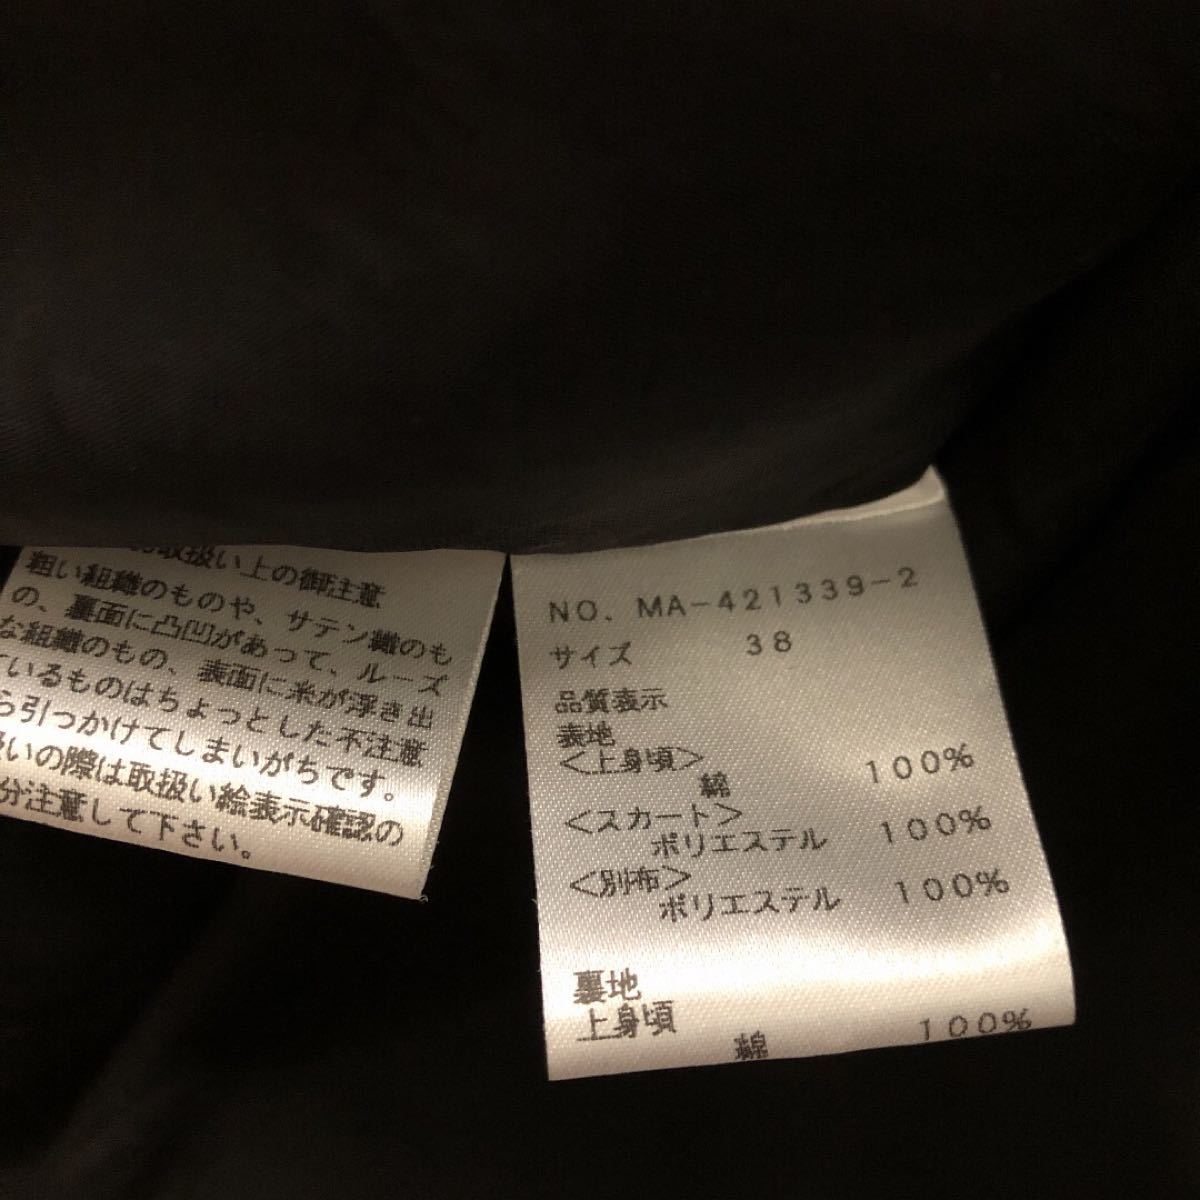 取扱い上の御注意
粗い組織のものや、サテン織のも
の、裏面に凸凹があって、ルーズ
な組織のもの、表面に糸が浮き出
ているものはちょっとした不注意
ら引っかけてしまいがちです。
扱いの際は取扱い絵表示確認の
分注意して下さい。
NO. MA-421339-2
サイズ 38
品質表示
表地
<上身頃>
綿 100%
<スカート>
ポリエステル 100%
<別布>
ポリエステル 100%
裏地
上身頃
綿 100%